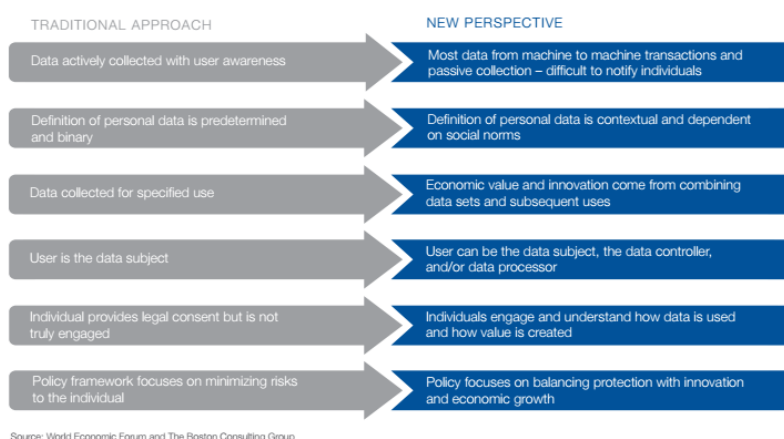 TRADITIONAL APPROACH
NEW PERSPECTIVE
Data actively collected with user awareness
Most data from machine to machine transactions and
passive collection – difficult to notify individuals
Definition of personal data is predetermined
and binary
Definition of personal data is contextual and dependent
on social norms
Data collected for specified use
Economic value and innovation come from combining
data sets and subsequent uses
User is the data subject
User can be the data subject, the data controller,
and/or data processor
Individual provides legal consent but is not
truly engaged
Individuals engage and understand how data is used
and how value is created
Policy framework focuses on minimizing risks
to the individual
Policy focuses on balancing protection with innovation
and economic growth
Source: World Economic Forum and The Boston Consulting Group